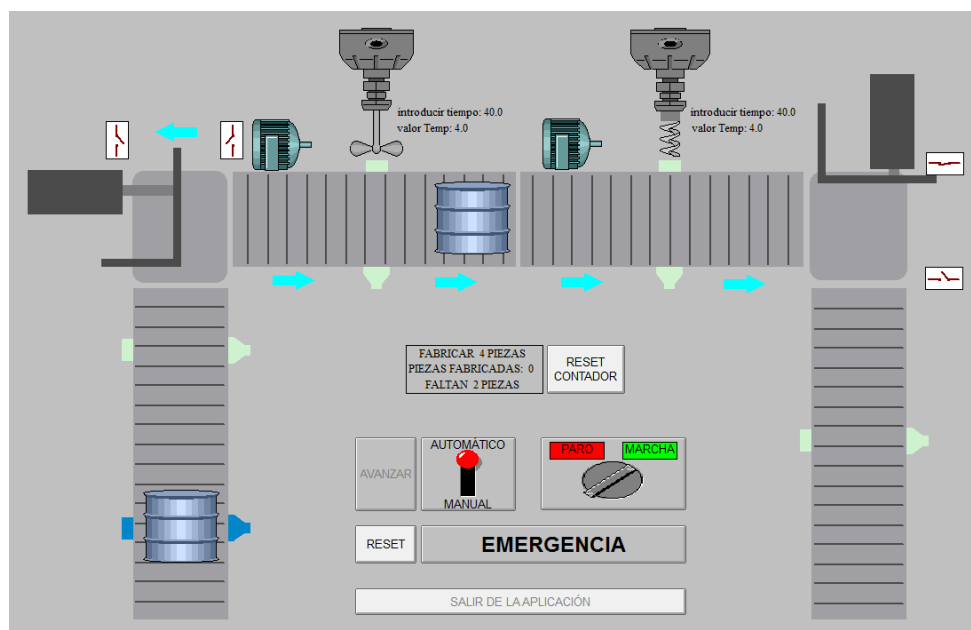 introducir tiempo: 40.0
valor Temp: 4.0
introducir tiempo: 40.0
valor Temp: 4.0
FABRICAR 4 PIEZAS
PIEZAS FABRICADAS: 0
FALTAN 2 PIEZAS
RESET
CONTADOR
AVANZAR
AUTOMÁTICO
MANUAL
PARO
MARCHA
RESET
EMERGENCIA
SALIR DE LA APLICACIÓN